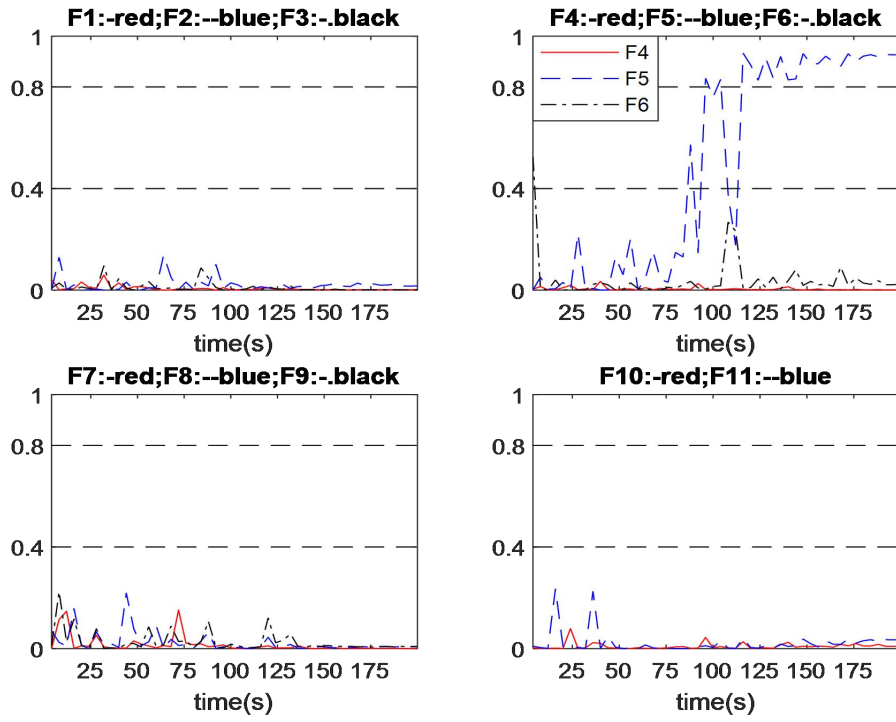 F1:-red;F2:--blue;F3:-.black
1
0.8
0.4
0
25 50 75 100 125 150 175
time(s)
F4:-red;F5:--blue;F6:-.black
F4
F5
F6
1
0.8
0.4
0
25 50 75 100 125 150 175
time(s)
F7:-red;F8:--blue;F9:-.black
1
0.8
0.4
0
25 50 75 100 125 150 175
time(s)
F10:-red;F11:--blue
1
0.8
0.4
0
25 50 75 100 125 150 175
time(s)